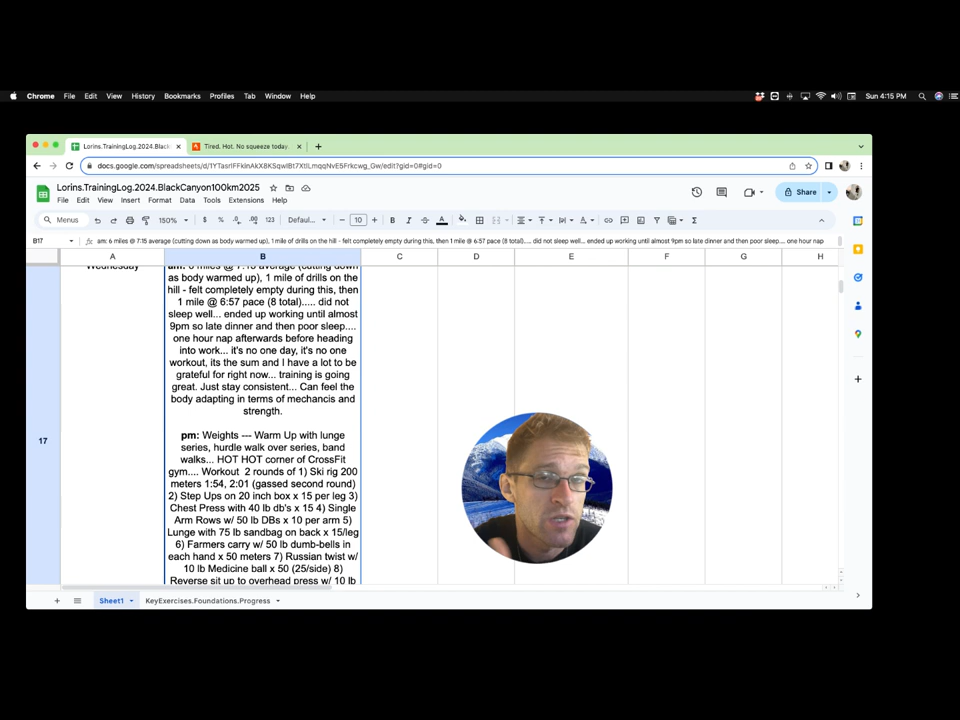 Chrome File Edit View History Bookmarks Profiles Tab Window Help Sun 4:15 PM
Lorins.TrainingLog.2024.Black Tired. Hot. No squeeze today.
docs.google.com/spreadsheets/d/
Lorins.TrainingLog.2024.BlackCanyon100km2025
Share
File Edit View Insert Format Data Tools Extensions Help
Menus 150% $ % .0 .00 123 Defaul... 10
B17 am: 6 miles @ 7:15 average (cutting down as body warmed up), 1 mile of drills on the hill - felt completely empty during this, then 1 mile @ 6:57 pace (8 total)..... did not sleep well... ended up working until almost 9pm so late dinner and then poor sleep.... one hour nap
A B C D E F G H
Wednesday
am: 6 miles @ 7:15 average (cutting down
as body warmed up), 1 mile of drills on the
hill - felt completely empty during this, then
1 mile @ 6:57 pace (8 total)..... did not
sleep well... ended up working until almost
9pm so late dinner and then poor sleep....
one hour nap afterwards before heading
into work... it's no one day, it's no one
workout, its the sum and I have a lot to be
grateful for right now... training is going
great. Just stay consistent... Can feel the
body adapting in terms of mechancis and
strength.
17
pm: Weights --- Warm Up with lunge
series, hurdle walk over series, band
walks... HOT HOT corner of CrossFit
gym.... Workout 2 rounds of 1) Ski rig 200
meters 1:54, 2:01 (gassed second round)
2) Step Ups on 20 inch box x 15 per leg 3)
Chest Press with 40 lb db's x 15 4) Single
Arm Rows w/ 50 lb DBs x 10 per arm 5)
Lunge with 75 lb sandbag on back x 15/leg
6) Farmers carry w/ 50 lb dumb-bells in
each hand x 50 meters 7) Russian twist w/
10 lb Medicine ball x 50 (25/side) 8)
Reverse sit up to overhead press w/ 10 lb
Sheet1 KeyExercises.Foundations.Progress